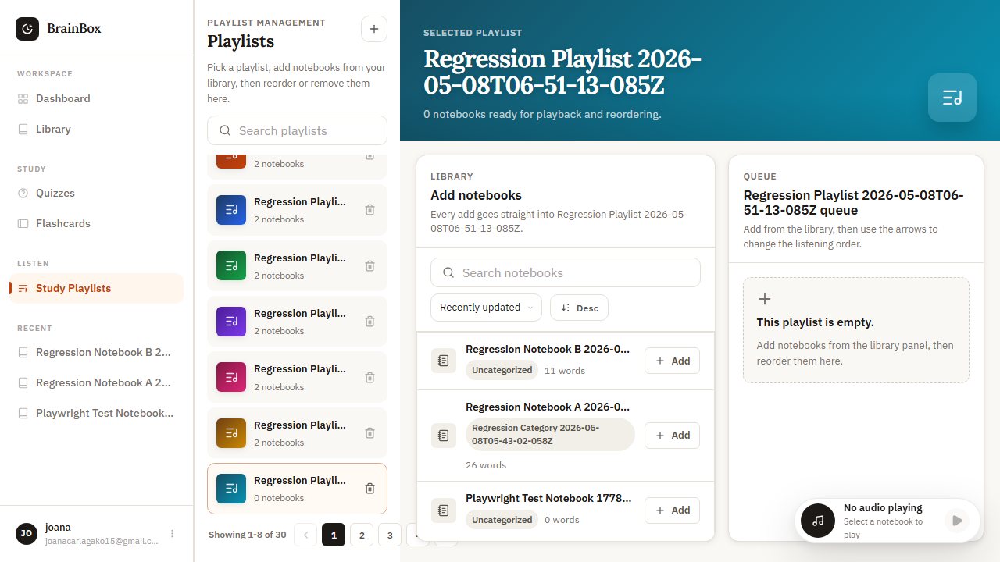 BrainBox
WORKSPACE
Dashboard
Library
STUDY
Quizzes
Flashcards
LISTEN
Study Playlists
RECENT
Regression Notebook B 2...
Regression Notebook A 2...
Playwright Test Notebook...
JO
joana
joanacarlagako15@gmail.c...
PLAYLIST MANAGEMENT
Playlists
Pick a playlist, add notebooks from your
library, then reorder or remove them
here.
Search playlists
2 notebooks
Regression Playli...
2 notebooks
Regression Playli...
2 notebooks
Regression Playli...
2 notebooks
Regression Playli...
2 notebooks
Regression Playli...
2 notebooks
Regression Playli...
0 notebooks
Showing 1-8 of 30
1
2
3
SELECTED PLAYLIST
Regression Playlist 2026-
05-08T06-51-13-085Z
0 notebooks ready for playback and reordering.
LIBRARY
Add notebooks
Every add goes straight into Regression Playlist 2026-05-
08T06-51-13-085Z.
Search notebooks
Recently updated
Desc
Regression Notebook B 2026-0...
Uncategorized
11 words
Add
Regression Notebook A 2026-0...
Regression Category 2026-05-
08T05-43-02-058Z
26 words
Add
Playwright Test Notebook 1778...
Uncategorized
0 words
Add
QUEUE
Regression Playlist 2026-05-08T06-
51-13-085Z queue
Add from the library, then use the arrows to
change the listening order.
This playlist is empty.
Add notebooks from the library panel, then
reorder them here.
No audio playing
Select a notebook to
play